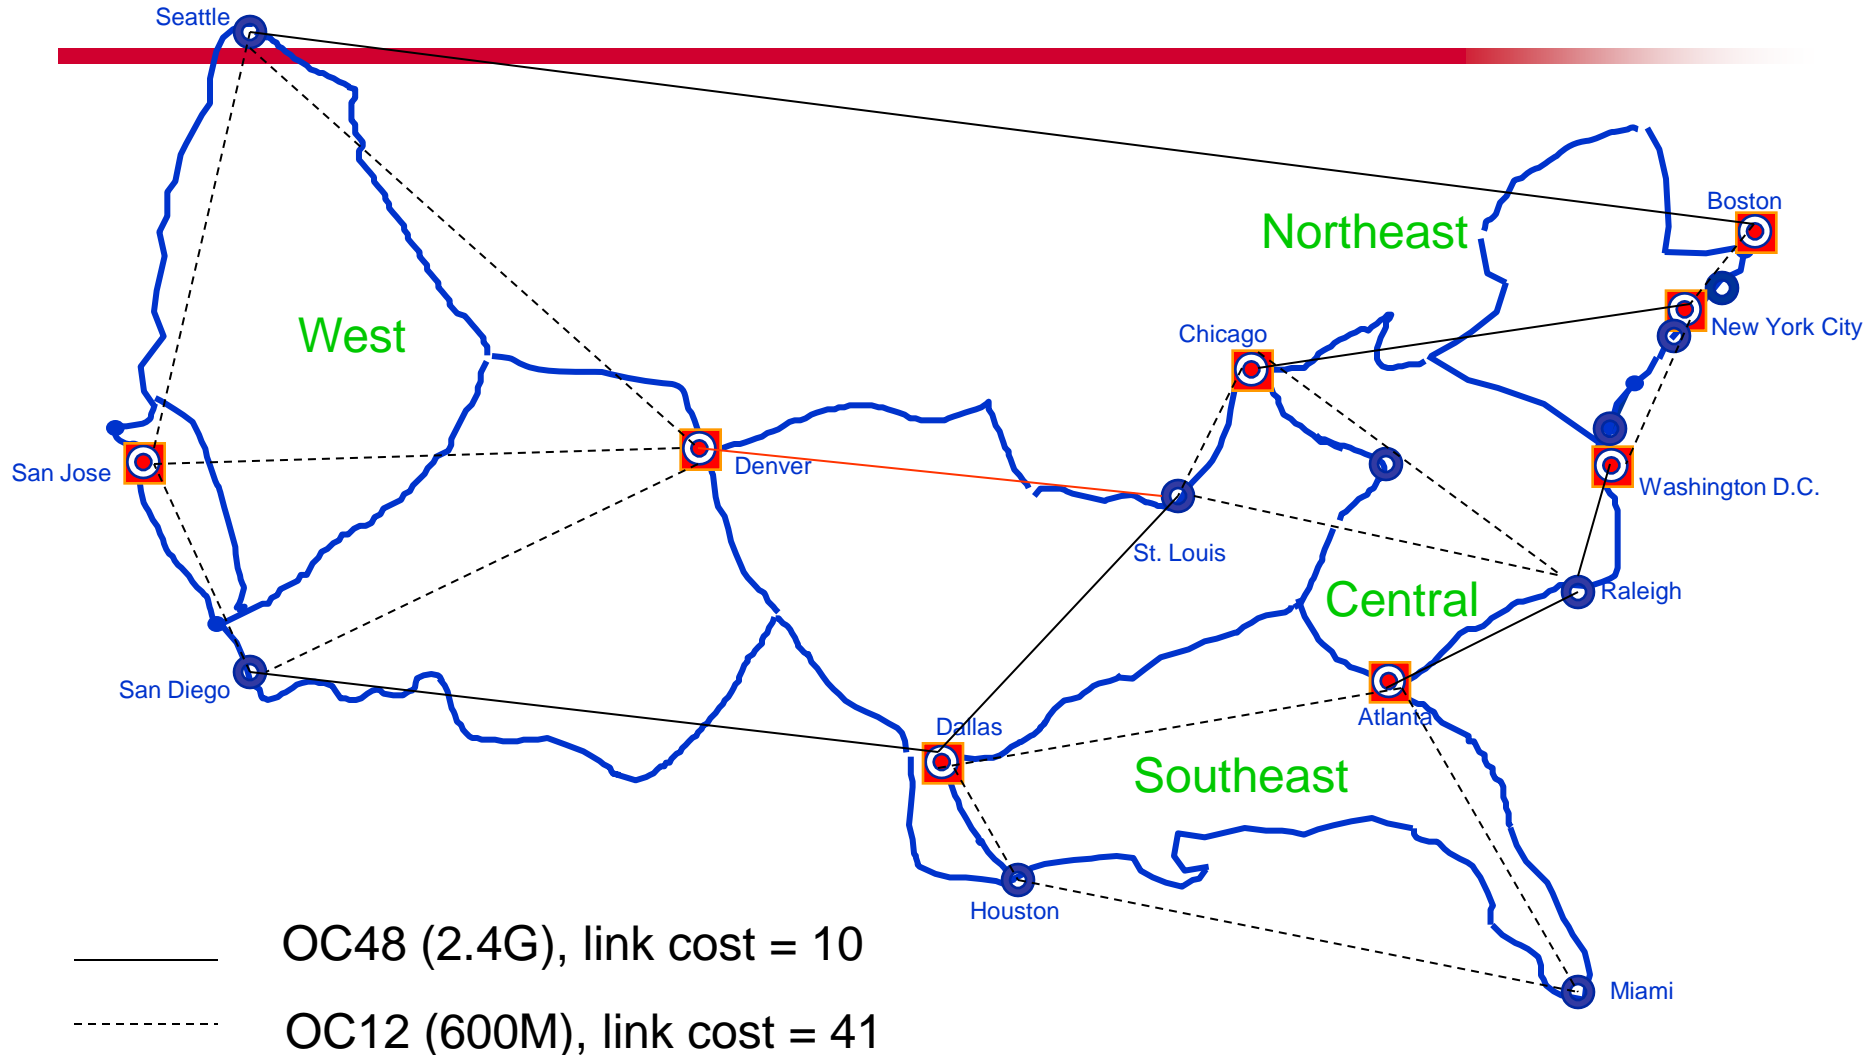 Seattle
Boston
Northeast
West
New York City
Chicago
Denver
San Jose
Washington D.C.
St. Louis
Central
Raleigh
San Diego
Dallas
Atlanta
Southeast
Houston
OC48 (2.4G), link cost = 10
Miami
OC12 (600M), link cost = 41